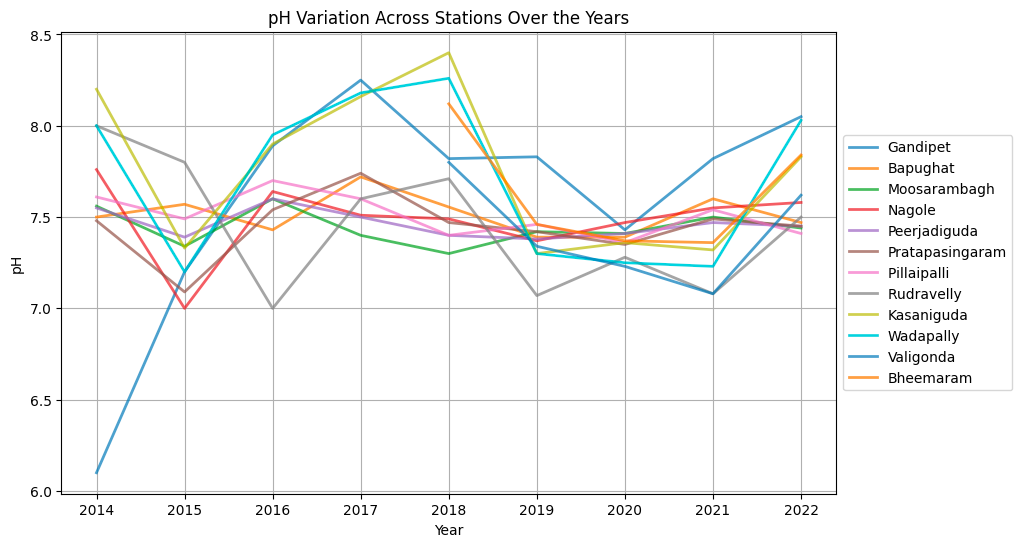 pH Variation Across Stations Over the Years
8.5
8.0
7.5
7.0
6.5
6.0
pH
2014 2015 2016 2017 2018 2019 2020 2021 2022
Year
Gandipet
Bapughat
Moosarambagh
Nagole
Peerjadiguda
Pratapasingaram
Pillaipalli
Rudravelly
Kasaniguda
Wadapally
Valigonda
Bheemaram